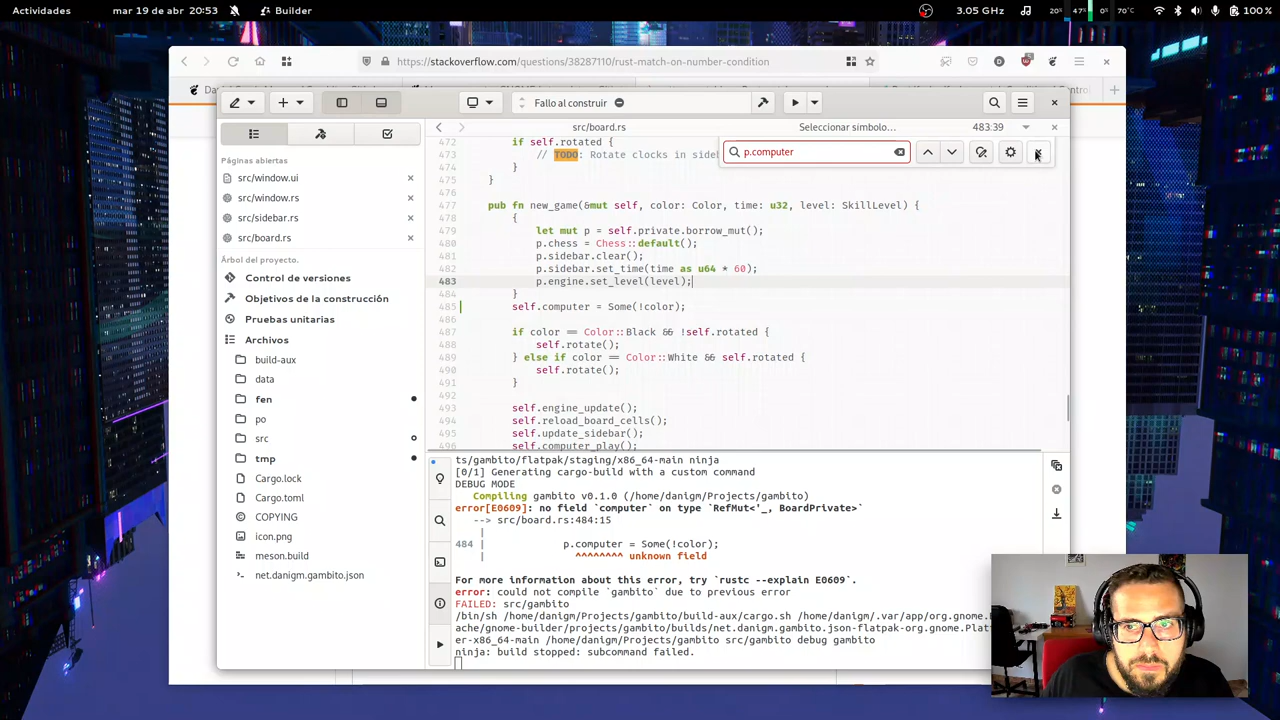 Actividades
mar 19 de abr 20:53
Builder
3.05 GHz
20%
47%
0%
70°C
100 %
https://stackoverflow.com/questions/38287110/rust-match-on-number-condition
Fallo al construir
src/board.rs
Seleccionar simbolo…
483:39
Páginas abiertas
src/window.ui
src/window.rs
src/sidebar.rs
src/board.rs
Árbol del proyecto.
Control de versiones
Objetivos de la construcción
Pruebas unitarias
Archivos
build-aux
data
fen
po
src
tmp
Cargo.lock
Cargo.toml
COPYING
icon.png
meson.build
net.danigm.gambito.json
p.computer
472 if self.rotated {
473 // TODO: Rotate clocks in sideb
474 }
475 }
476
477 pub fn new_game(&mut self, color: Color, time: u32, level: SkillLevel) {
478 {
479 let mut p = self.private.borrow_mut();
480 p.chess = Chess::default();
481 p.sidebar.clear();
482 p.sidebar.set_time(time as u64 * 60);
483 p.engine.set_level(level);
484 }
485 self.computer = Some(!color);
486
487 if color == Color::Black && !self.rotated {
488 self.rotate();
489 } else if color == Color::White && self.rotated {
490 self.rotate();
491 }
492
493 self.engine_update();
494 self.reload_board_cells();
495 self.update_sidebar();
496 self.computer_play();
ts/gambito/flatpak/staging/x86_64-main ninja
[0/1] Generating cargo-build with a custom command
DEBUG MODE
Compiling gambito v0.1.0 (/home/danigm/Projects/gambito)
error[E0609]: no field `computer` on type `RefMut<'_, BoardPrivate>`
--> src/board.rs:484:15
|
484 | p.computer = Some(!color);
| ^^^^^^^^ unknown field
For more information about this error, try `rustc --explain E0609`.
error: could not compile `gambito` due to previous error
FAILED: src/gambito
/bin/sh /home/danigm/Projects/gambito/build-aux/cargo.sh /home/danigm/.var/app/org.gnome.
ache/gnome-builder/projects/gambito/builds/net.danigm.gambito.json-flatpak-org.gnome.Plat
er-x86_64-main /home/danigm/Projects/gambito src/gambito debug gambito
ninja: build stopped: subcommand failed.